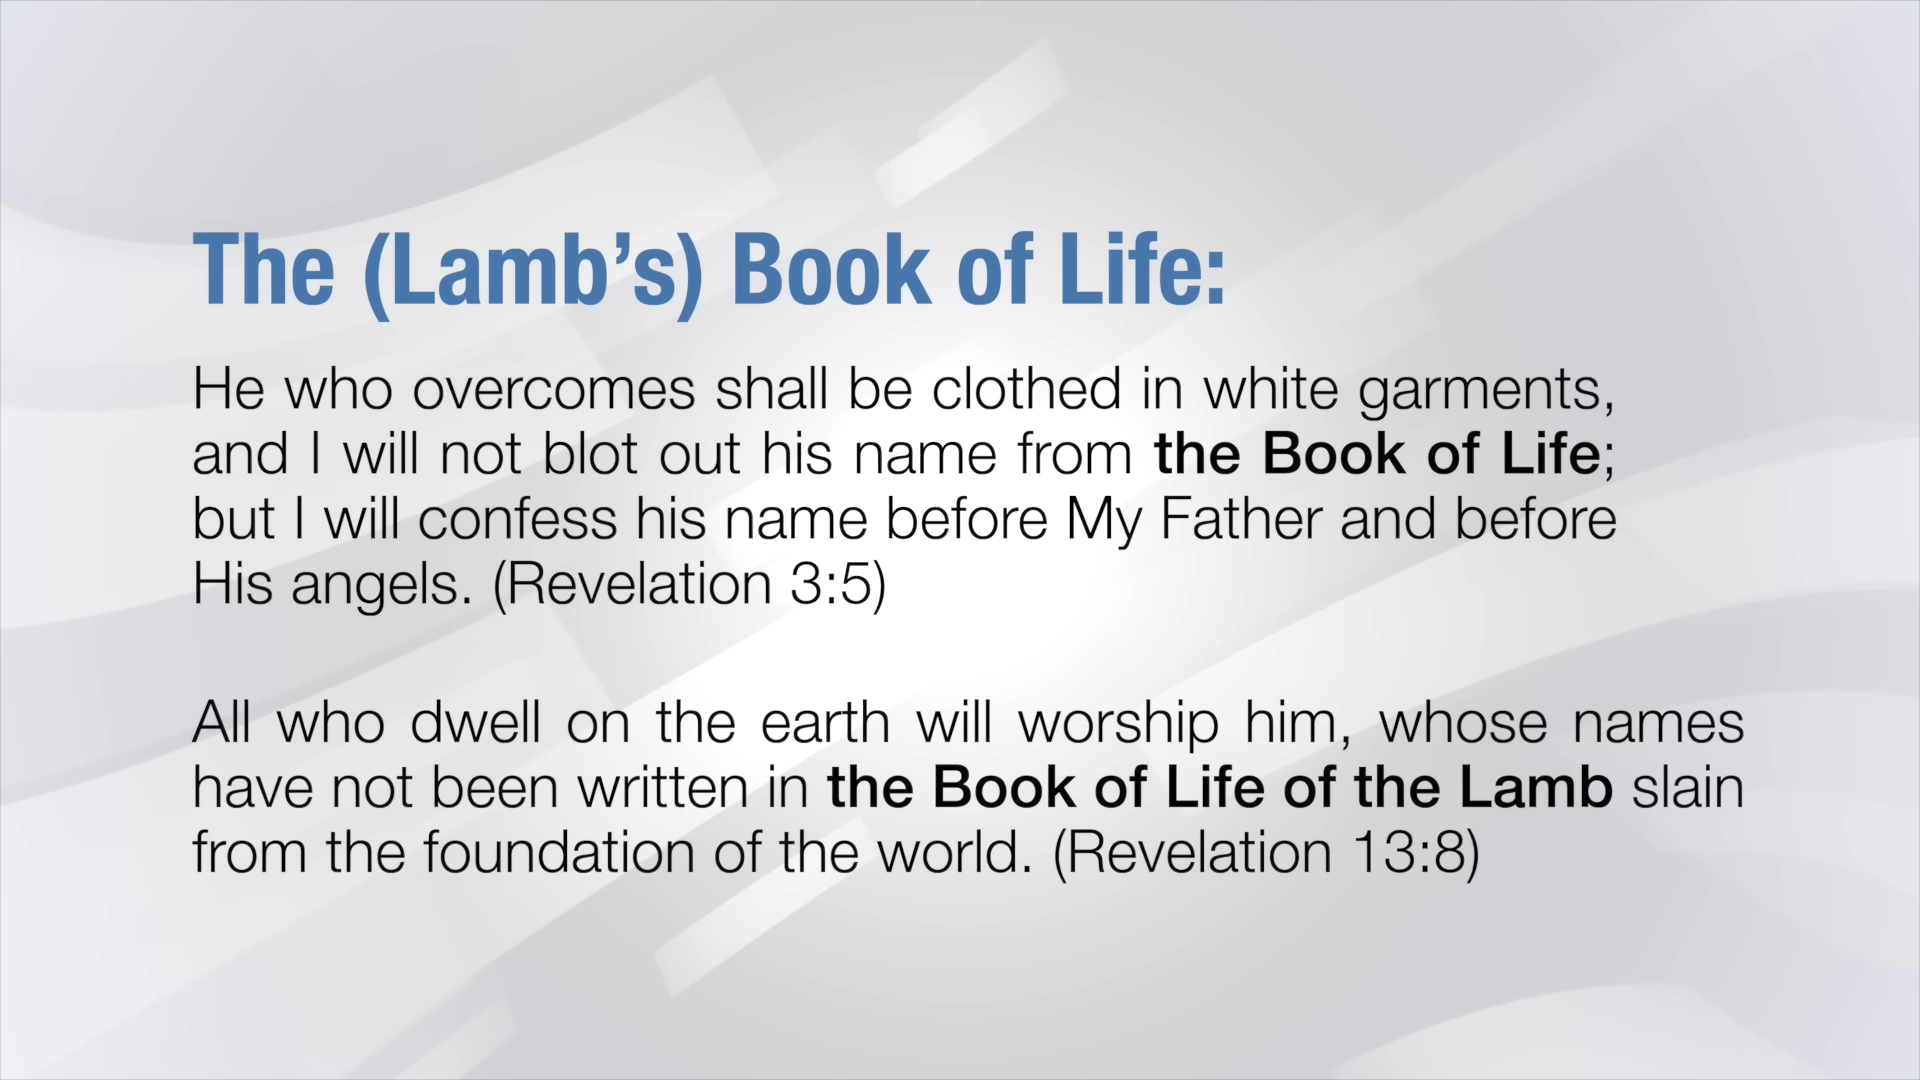 The (Lamb’s) Book of Life:
He who overcomes shall be clothed in white garments,
and I will not blot out his name from the Book of Life;
but I will confess his name before My Father and before
His angels. (Revelation 3:5)
All who dwell on the earth will worship him, whose names
have not been written in the Book of Life of the Lamb slain
from the foundation of the world. (Revelation 13:8)